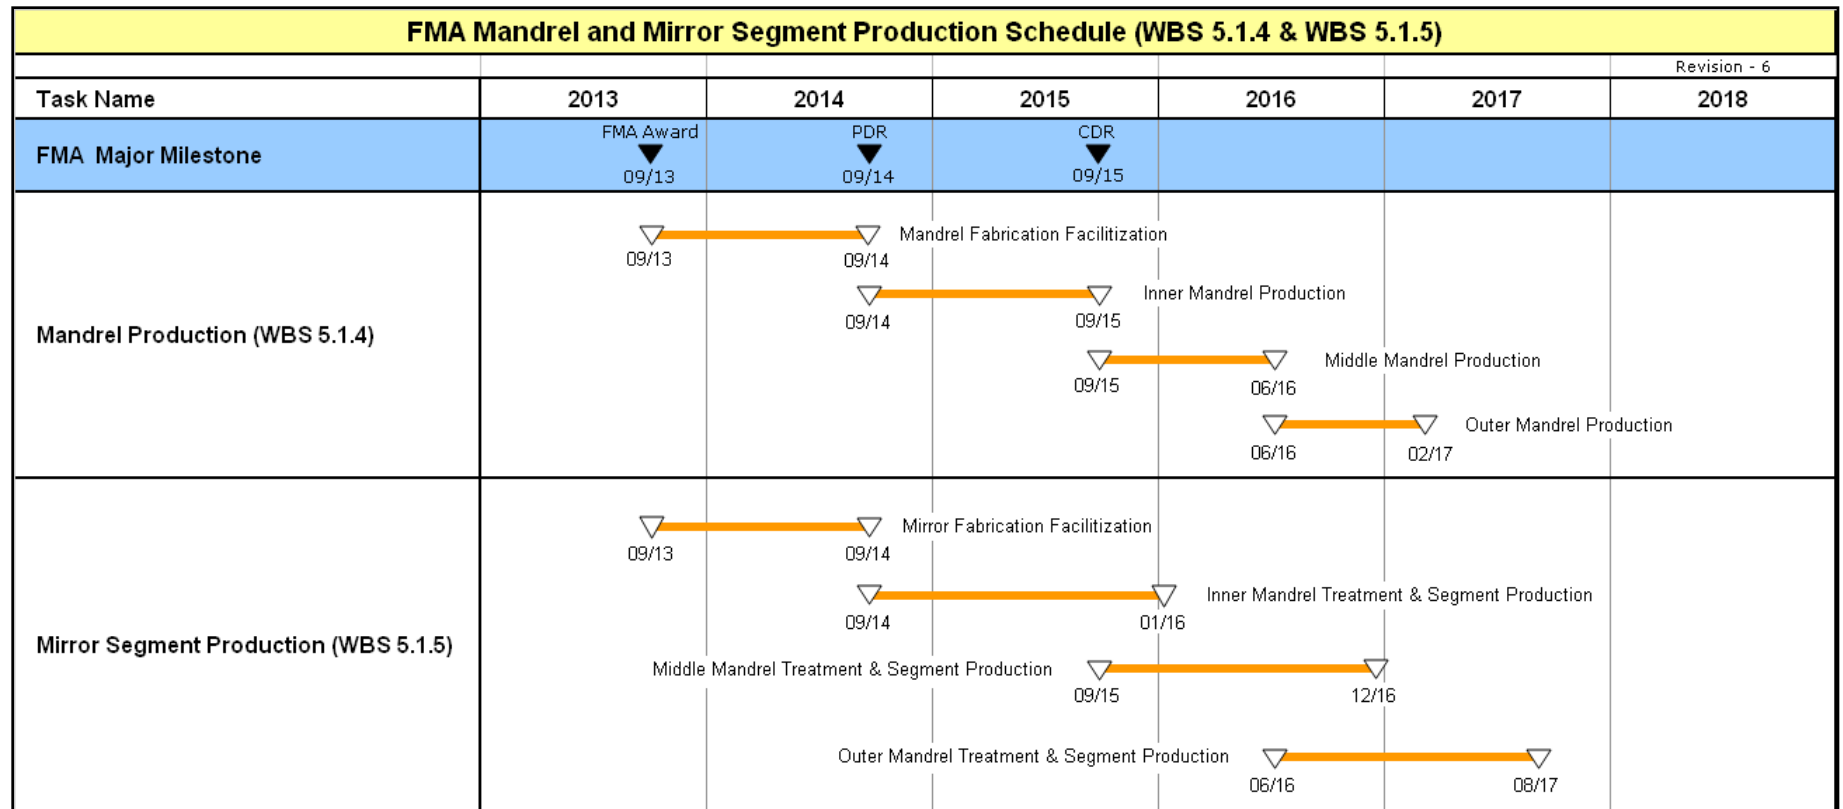 FMA Mandrel and Mirror Segment Production Schedule (WBS 5.1.4 & WBS 5.1.5)
Revision - 6
Task Name 2013 2014 2015 2016 2017 2018
FMA Award PDR CDR
FMA Major Milestone
09/13 09/14 09/15
Mandrel Fabrication Facilitization
09/13 09/14
Inner Mandrel Production
09/14 09/15
Mandrel Production (WBS 5.1.4)
Middle Mandrel Production
09/15 06/16
Outer Mandrel Production
06/16 02/17
Mirror Fabrication Facilitization
09/13 09/14
Inner Mandrel Treatment & Segment Production
09/14 01/16
Mirror Segment Production (WBS 5.1.5)
Middle Mandrel Treatment & Segment Production
09/15 12/16
Outer Mandrel Treatment & Segment Production
06/16 08/17